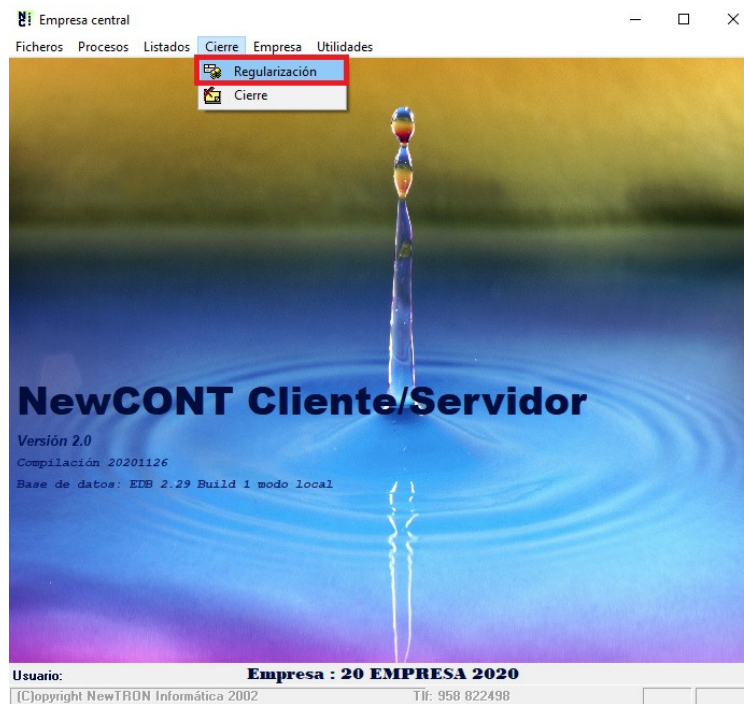 Empresa central
Ficheros Procesos Listados Cierre Empresa Utilidades
Regularización
Cierre
NewCONT Cliente/Servidor
Versión 2.0
Compilación 20201126
Base de datos: EDB 2.29 Build 1 modo local
Usuario: Empresa : 20 EMPRESA 2020
(C)opyright NewTRON Informática 2002 Tlf: 958 822498